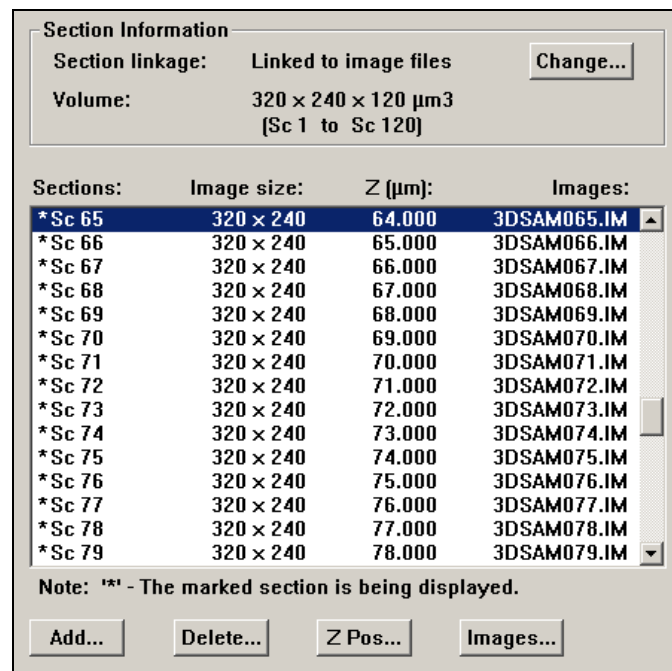 Section Information
Section linkage: Linked to image files Change...
Volume: 320 × 240 × 120 µm3
(Sc 1 to Sc 120)
Sections: Image size: Z (µm): Images:
*Sc 65 320 × 240 64.000 3DSAM065.IM
*Sc 66 320 × 240 65.000 3DSAM066.IM
*Sc 67 320 × 240 66.000 3DSAM067.IM
*Sc 68 320 × 240 67.000 3DSAM068.IM
*Sc 69 320 × 240 68.000 3DSAM069.IM
*Sc 70 320 × 240 69.000 3DSAM070.IM
*Sc 71 320 × 240 70.000 3DSAM071.IM
*Sc 72 320 × 240 71.000 3DSAM072.IM
*Sc 73 320 × 240 72.000 3DSAM073.IM
*Sc 74 320 × 240 73.000 3DSAM074.IM
*Sc 75 320 × 240 74.000 3DSAM075.IM
*Sc 76 320 × 240 75.000 3DSAM076.IM
*Sc 77 320 × 240 76.000 3DSAM077.IM
*Sc 78 320 × 240 77.000 3DSAM078.IM
*Sc 79 320 × 240 78.000 3DSAM079.IM
Note: '*' - The marked section is being displayed.
Add... Delete... Z Pos... Images...